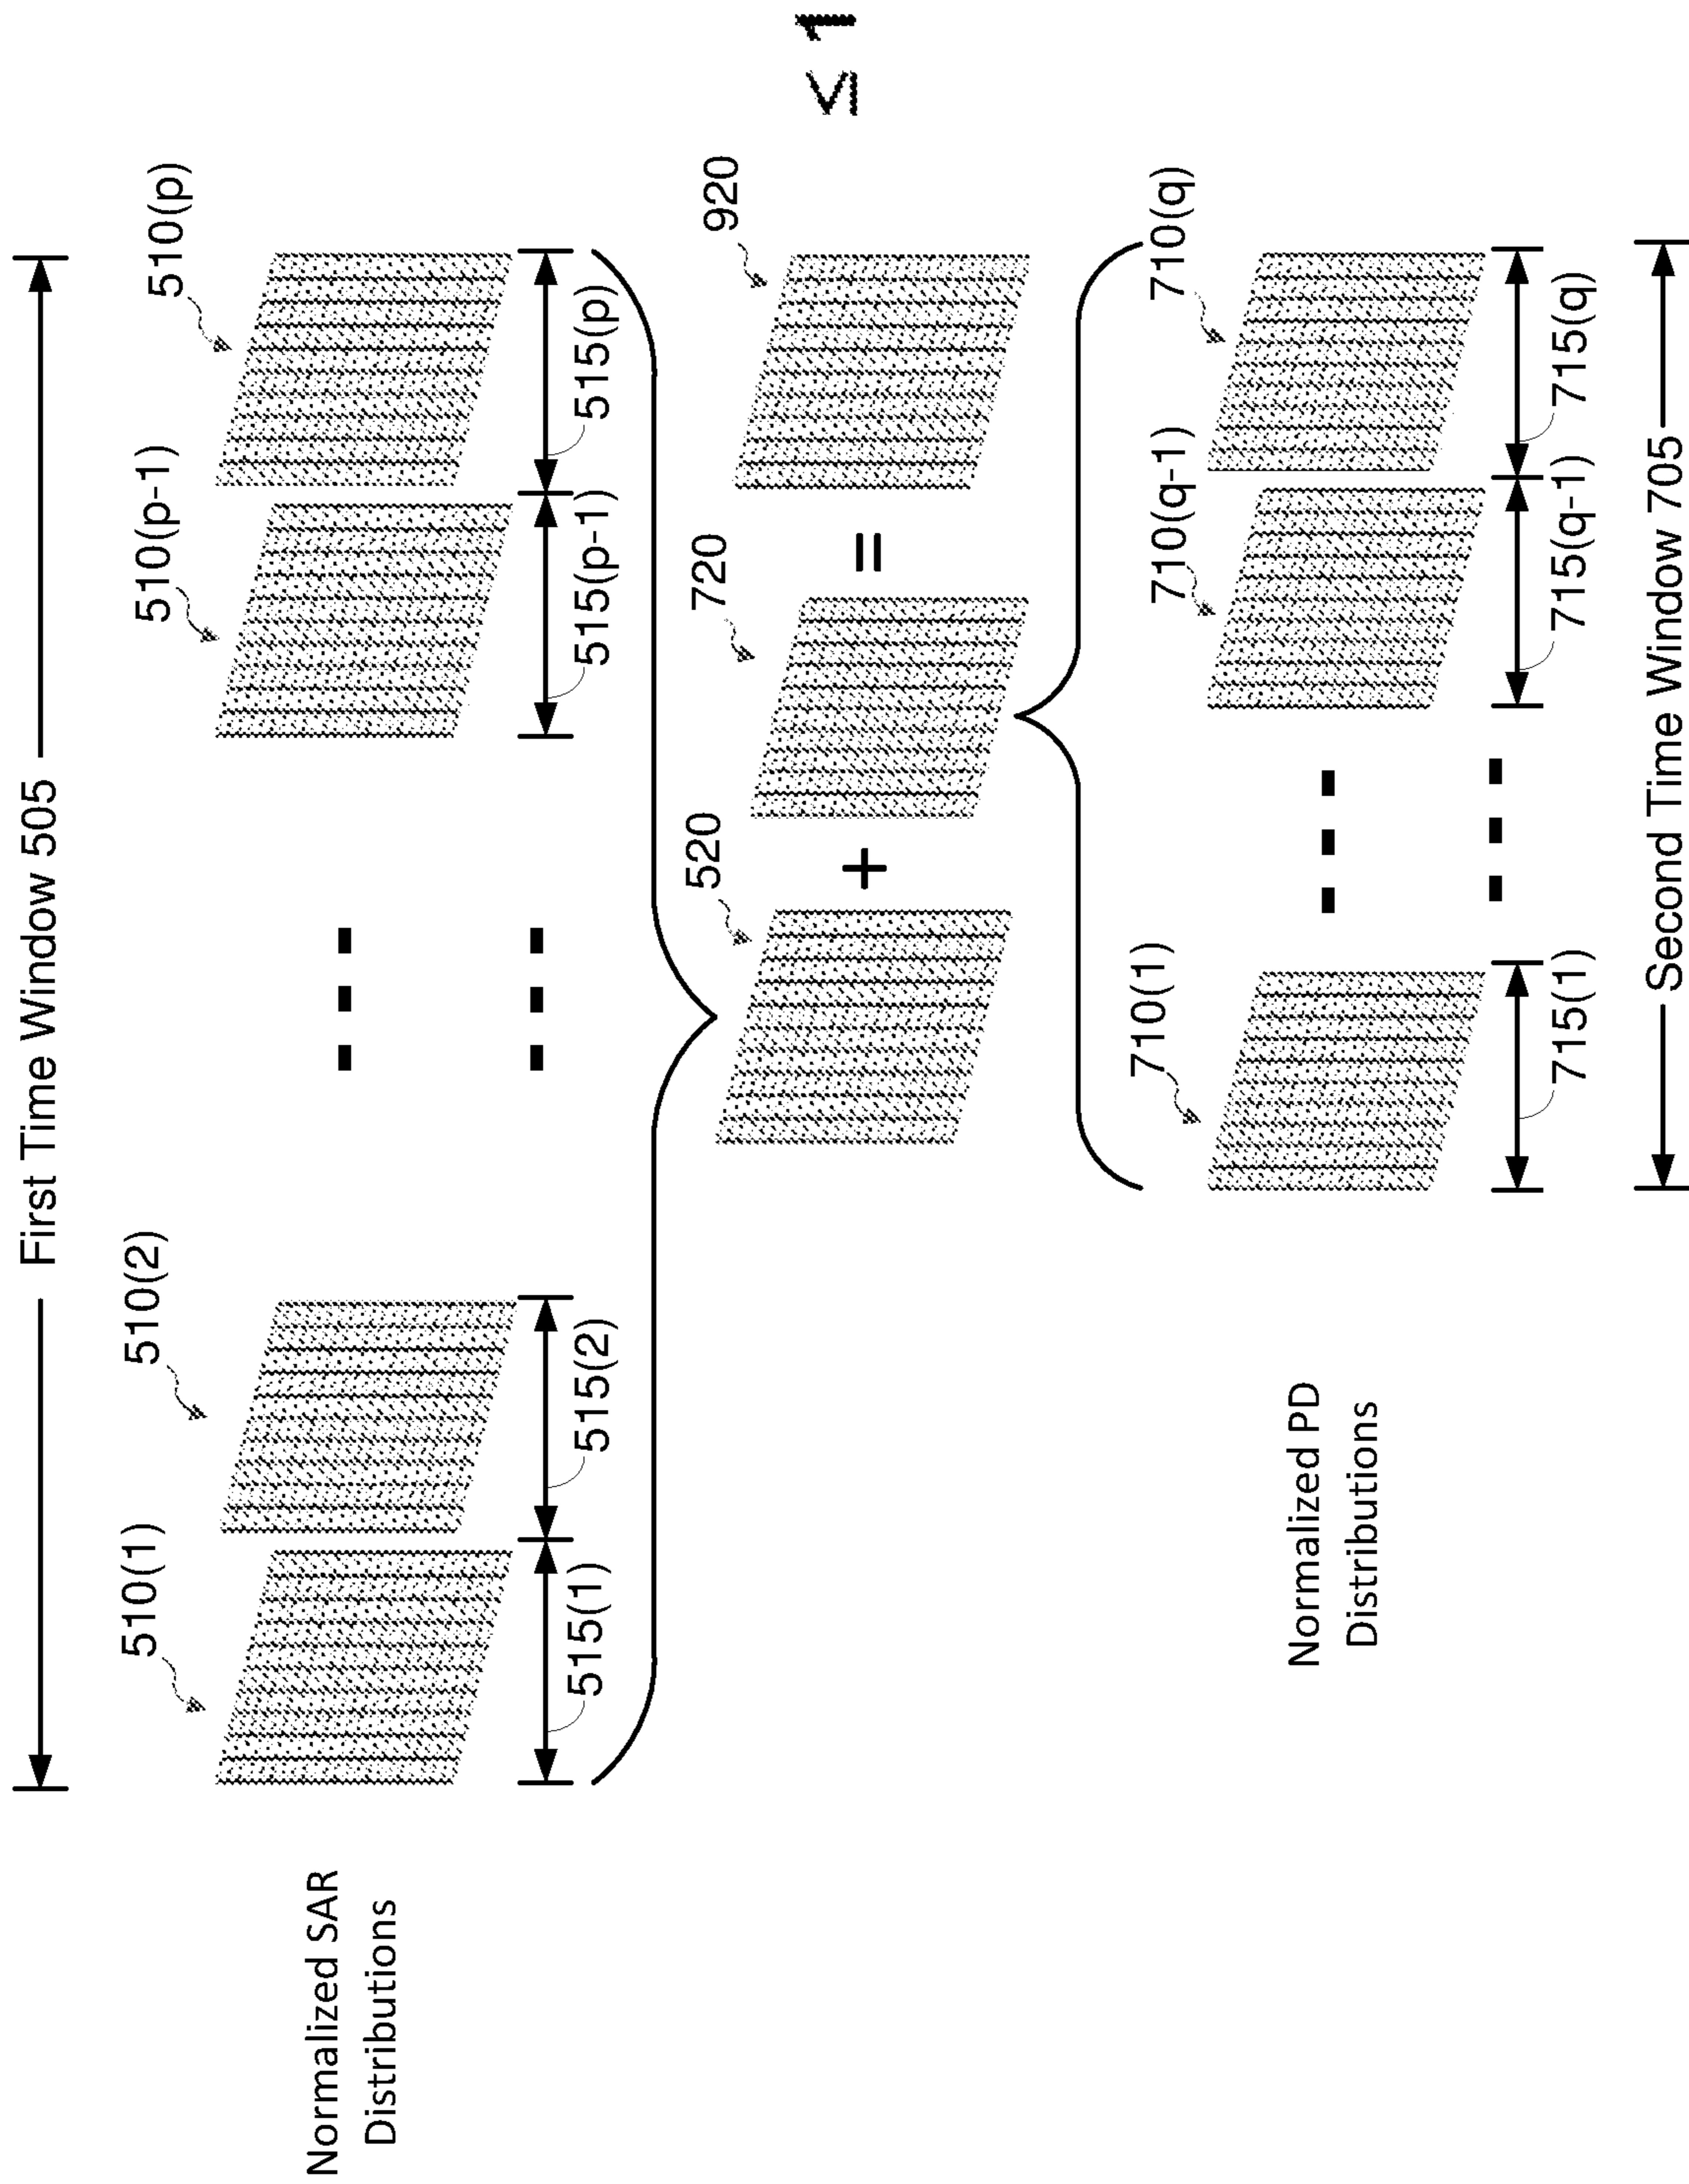 First Time Window 505
510(1)
510(2)
510(p-1)
510(p)
Normalized SAR
Distributions
515(1)
515(2)
515(p-1)
515(p)
520
720
920
+
=
≤ 1
710(1)
710(q-1)
710(q)
Normalized PD
Distributions
715(1)
715(q-1)
715(q)
Second Time Window 705